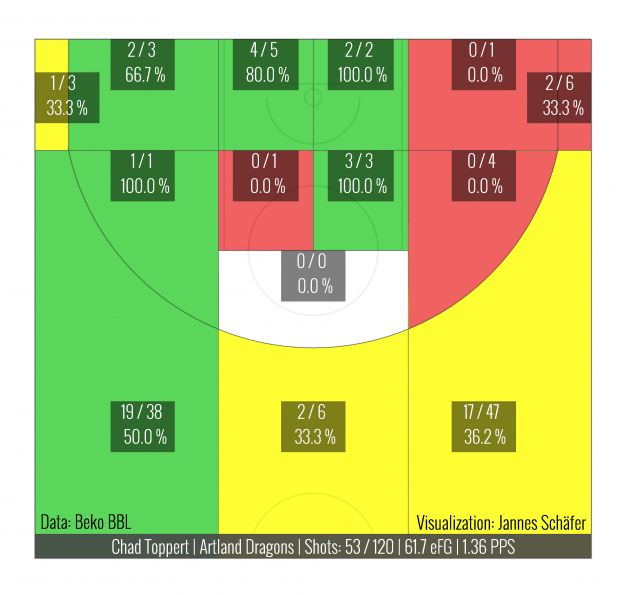 2 / 3
66.7 %
4 / 5
80.0 %
2 / 2
100.0 %
0 / 1
0.0 %
1 / 3
33.3 %
2 / 6
33.3 %
1 / 1
100.0 %
0 / 1
0.0 %
3 / 3
100.0 %
0 / 4
0.0 %
0 / 0
0.0 %
19 / 38
50.0 %
2 / 6
33.3 %
17 / 47
36.2 %
Data: Beko BBL
Visualization: Jannes Schäfer
Chad Toppert | Artland Dragons | Shots: 53 / 120 | 61.7 eFG | 1.36 PPS